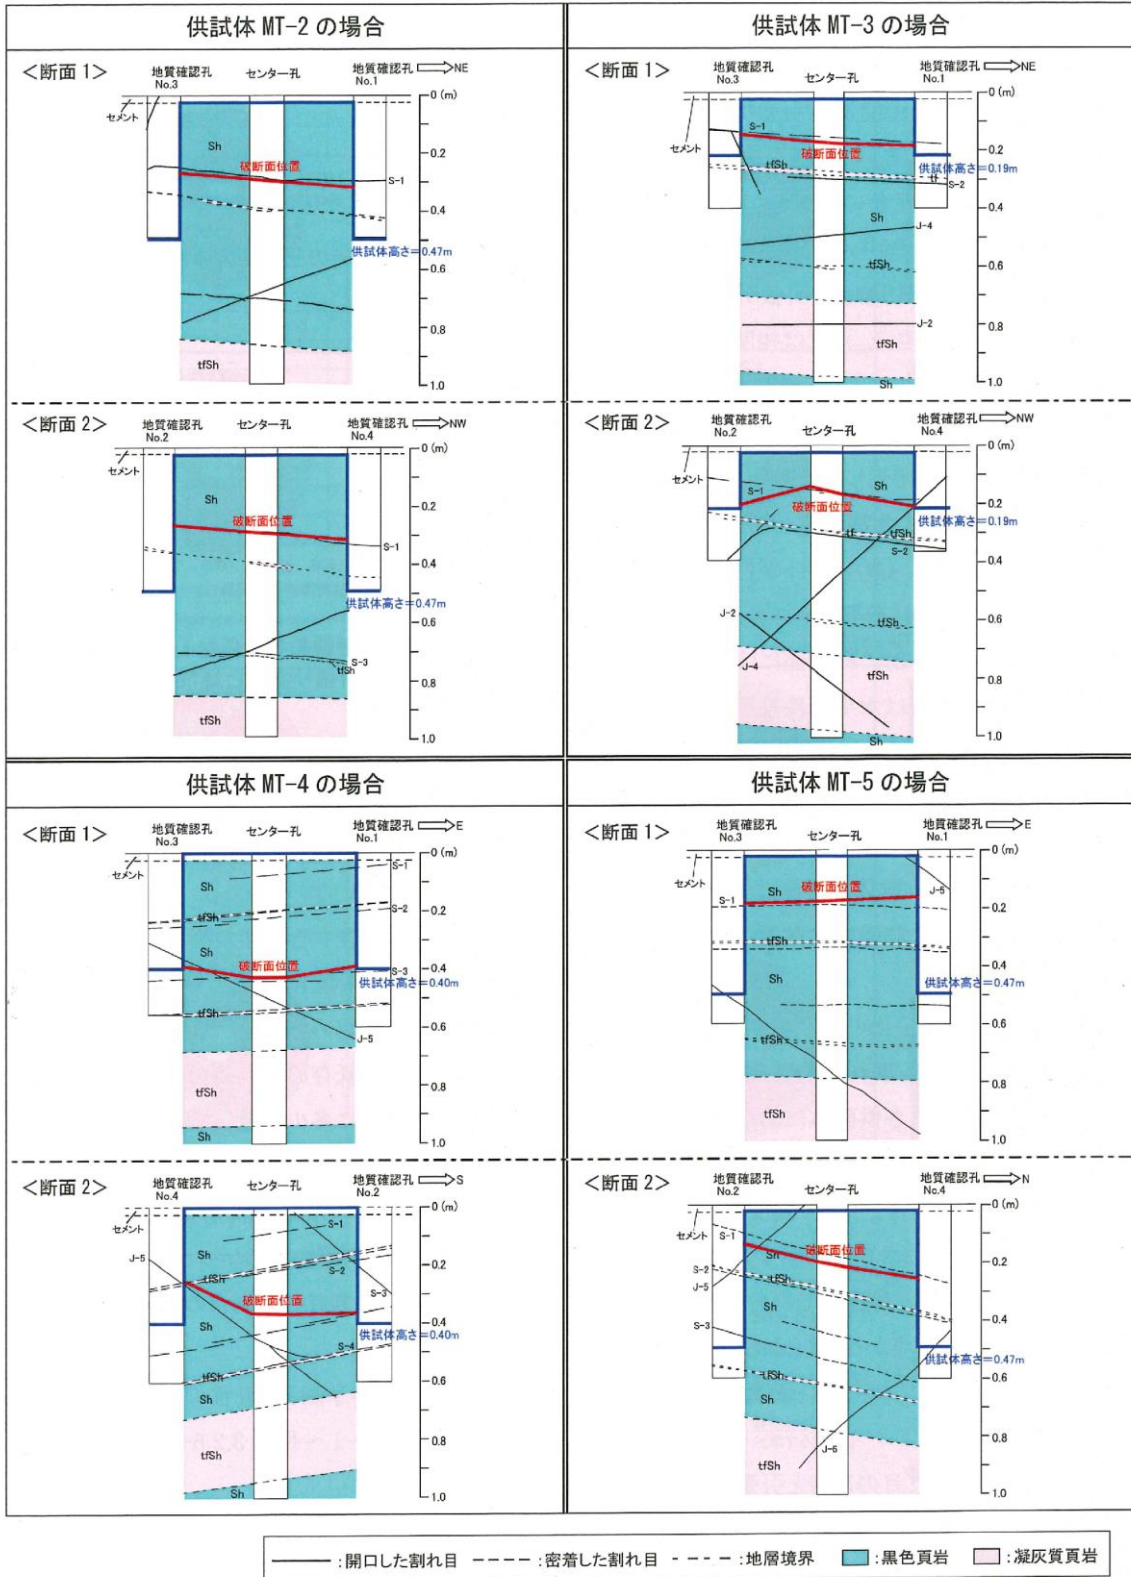 供試体 MT-2 の場合
<断面1>
地質確認孔 No.3
センター孔
地質確認孔 No.1
NE
0 (m)
セメント
Sh
0.2
破断面位置
S-1
0.4
供試体高さ=0.47m
0.6
0.8
tfSh
1.0
<断面2>
地質確認孔 No.2
センター孔
地質確認孔 No.4
NW
0 (m)
セメント
Sh
0.2
破断面位置
S-1
0.4
供試体高さ=0.47m
0.6
S-3
tfSh
0.8
tfSh
1.0
供試体 MT-3 の場合
<断面1>
地質確認孔 No.3
センター孔
地質確認孔 No.1
NE
0 (m)
セメント
S-1
0.2
破断面位置
tfSh
供試体高さ=0.19m
tf
S-2
0.4
Sh
J-4
tfSh
0.6
J-2
0.8
tfSh
1.0
Sh
<断面2>
地質確認孔 No.2
センター孔
地質確認孔 No.4
NW
0 (m)
セメント
S-1
Sh
0.2
破断面位置
供試体高さ=0.19m
tf
tfSh
S-2
0.4
J-2
tfSh
0.6
J-4
tfSh
0.8
1.0
Sh
供試体 MT-4 の場合
<断面1>
地質確認孔 No.3
センター孔
地質確認孔 No.1
E
0 (m)
セメント
S-1
Sh
S-2
0.2
tfSh
Sh
破断面位置
S-3
0.4
供試体高さ=0.40m
tfSh
0.6
J-5
tfSh
0.8
Sh
1.0
<断面2>
地質確認孔 No.4
センター孔
地質確認孔 No.2
S
0 (m)
セメント
S-1
J-5
Sh
0.2
S-2
tfSh
S-3
破断面位置
Sh
0.4
供試体高さ=0.40m
S-4
tfSh
0.6
Sh
tfSh
0.8
Sh
1.0
供試体 MT-5 の場合
<断面1>
地質確認孔 No.3
センター孔
地質確認孔 No.1
E
0 (m)
セメント
Sh
破断面位置
J-5
S-1
0.2
tfSh
Sh
0.4
供試体高さ=0.47m
0.6
tfSh
0.8
tfSh
1.0
<断面2>
地質確認孔 No.2
センター孔
地質確認孔 No.4
N
0 (m)
セメント
S-1
破断面位置
Sh
0.2
S-2
tfSh
J-5
Sh
0.4
S-3
供試体高さ=0.47m
tfSh
0.6
Sh
0.8
J-6
tfSh
1.0
:開口した割れ目 :密着した割れ目 :地層境界 :黒色頁岩 :凝灰質頁岩